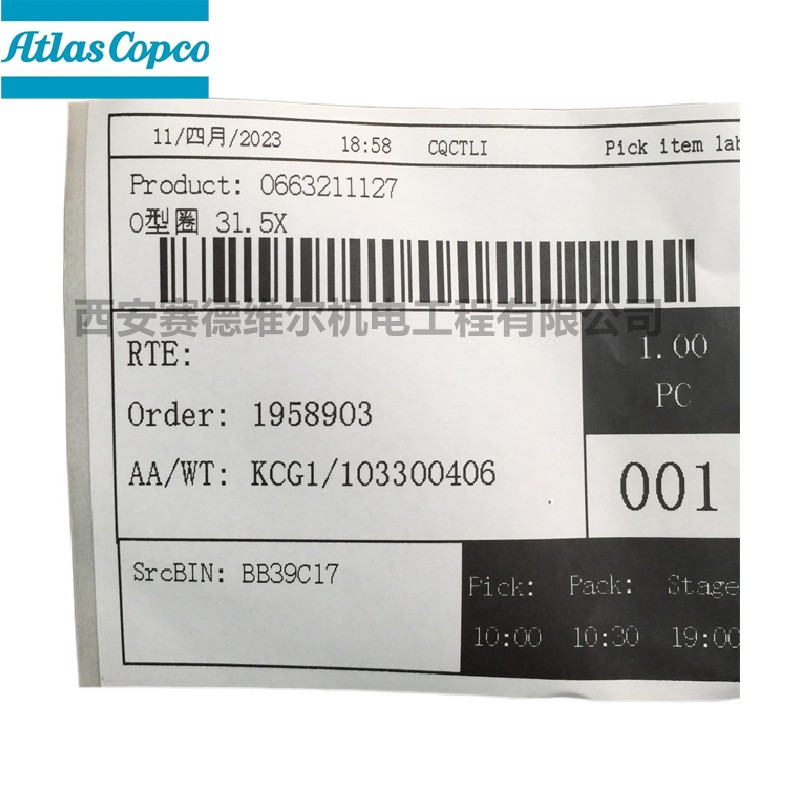 Atlas Copco
11/四月/2023 18:58 CQCTLI Pick item lab
Product: 0663211127
O型圈 31.5X
西安赛德维尔机电工程有限公司
RTE:
1.00
PC
Order: 1958903
AA/WT: KCG1/103300406
001
SrcBIN: BB39C17
Pick: Pack: Stage
10:00 10:30 19:00